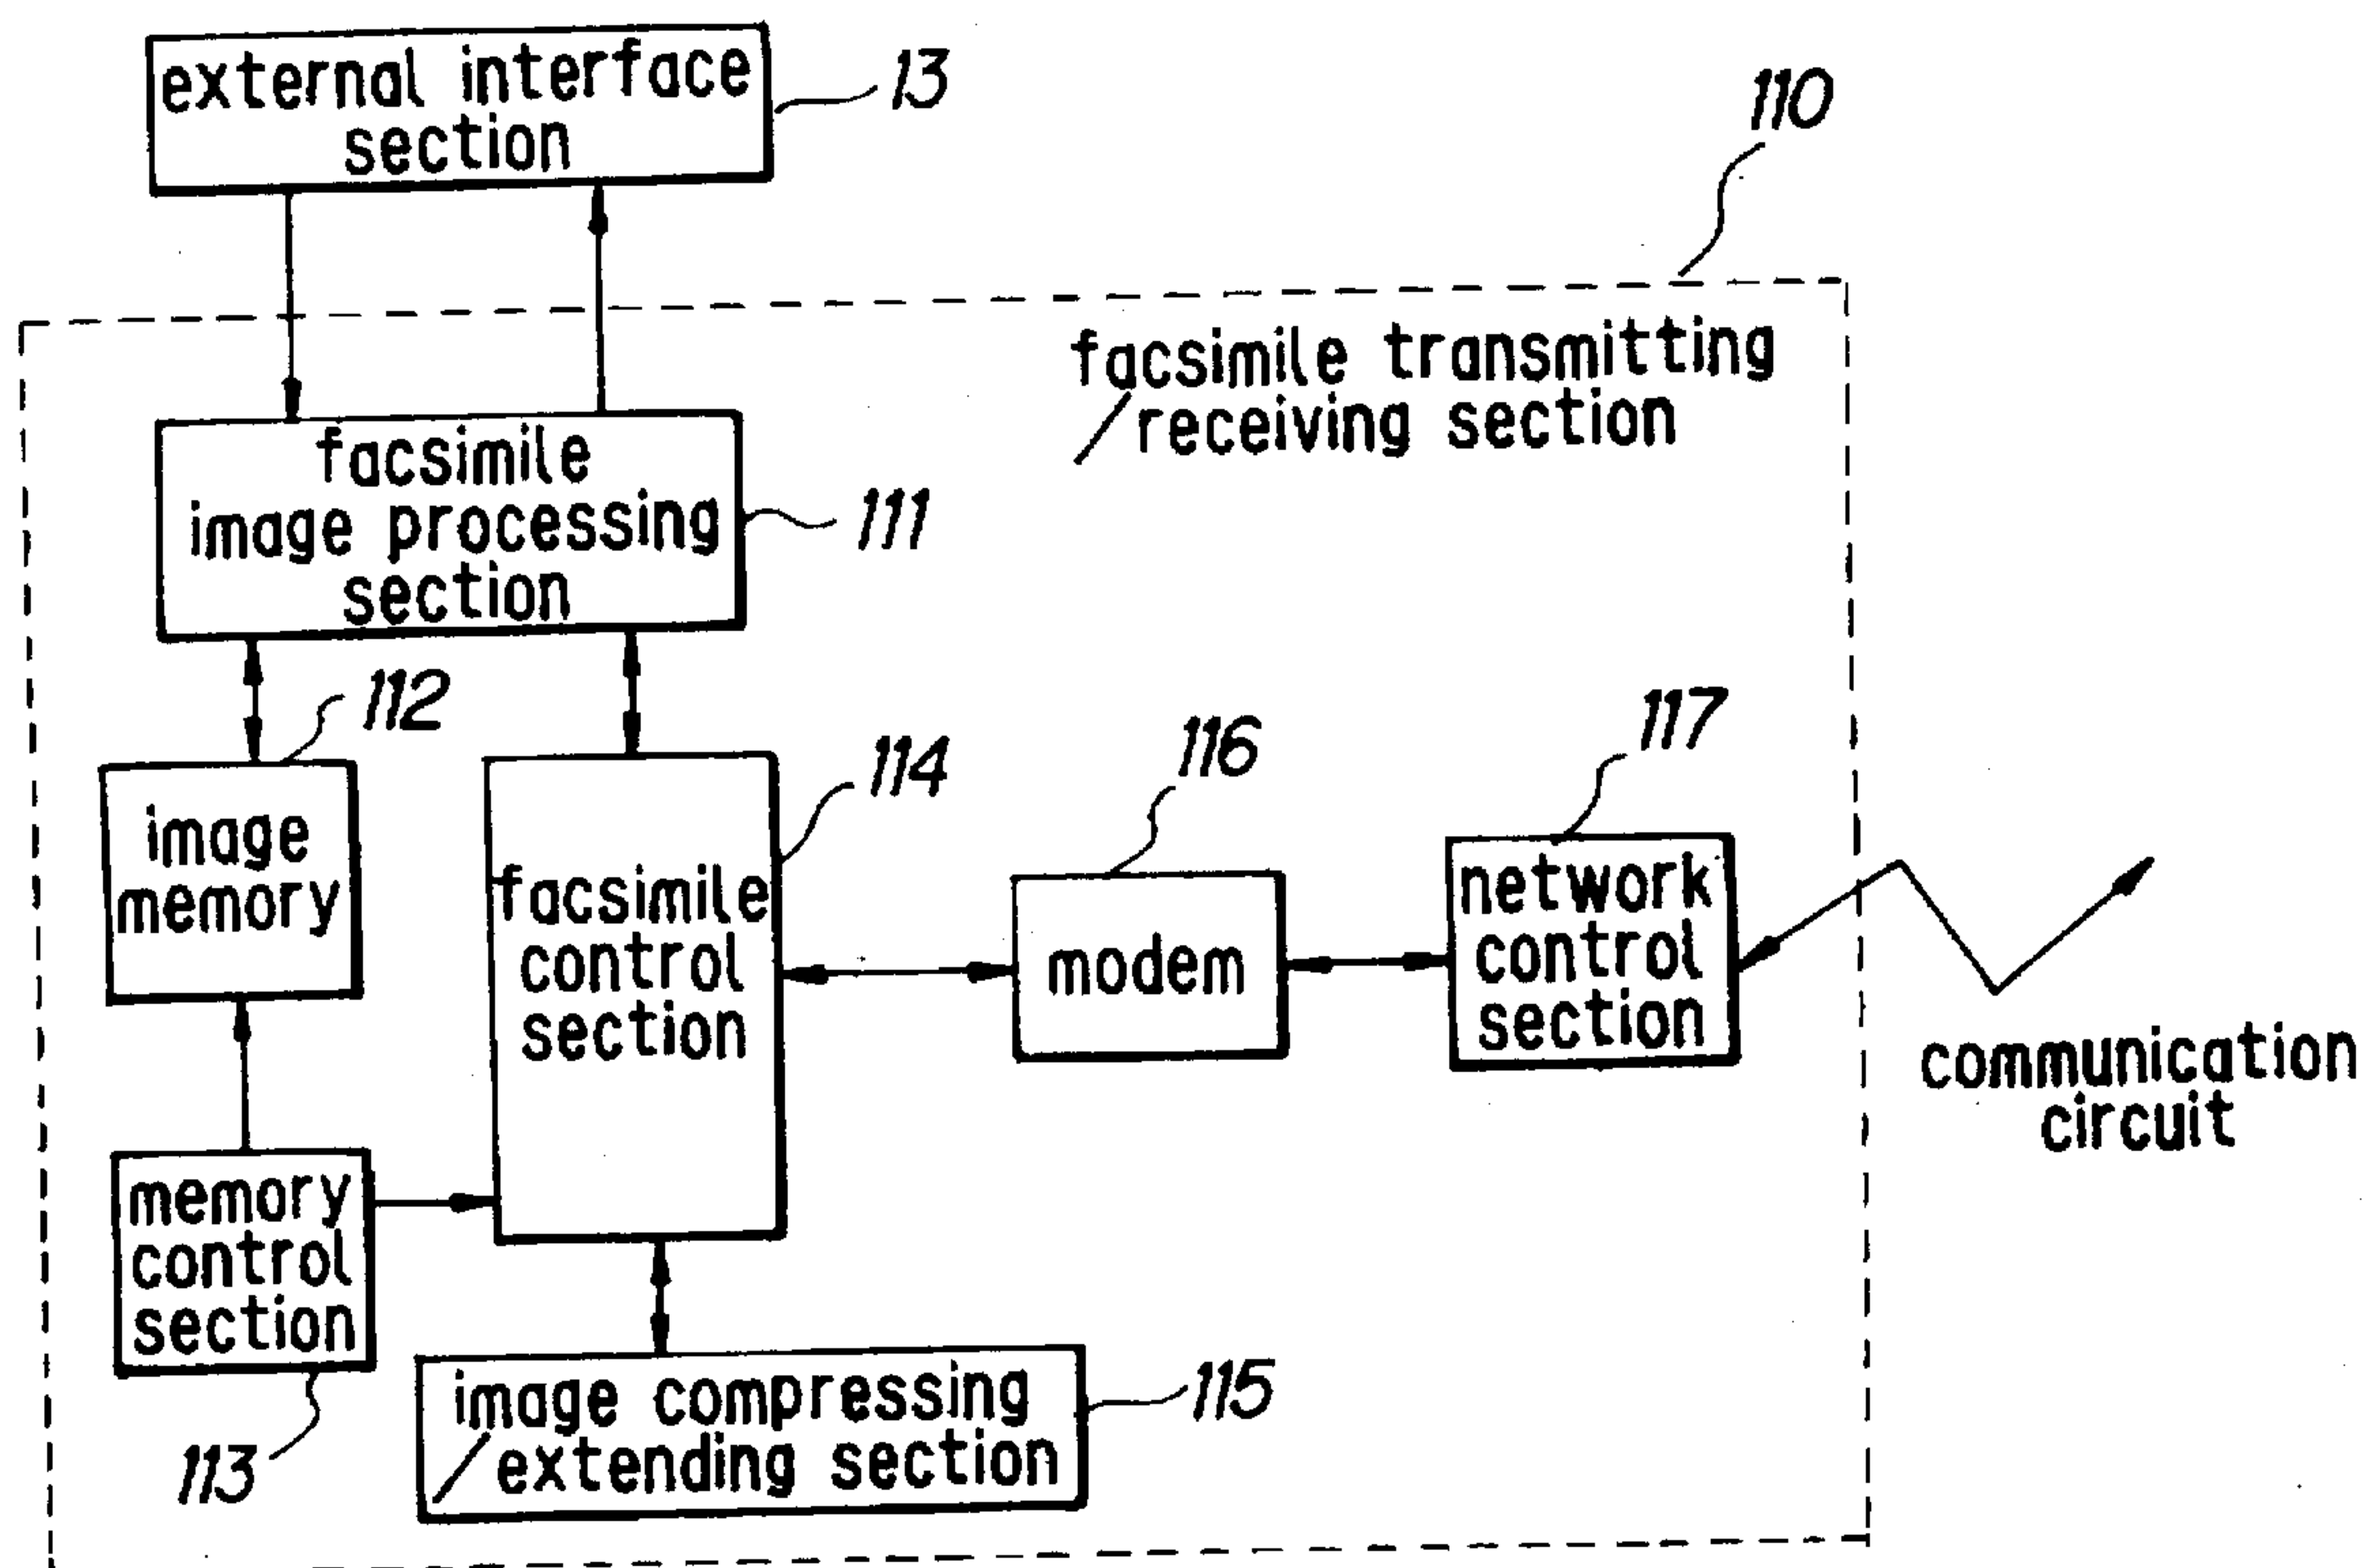 external interface
section
13
110
facsimile transmitting
/receiving section
facsimile
image processing
section
111
112
114
116
117
image
memory
facsimile
control
section
modem
network
control
section
communication
circuit
memory
control
section
113
image compressing
/extending section
115